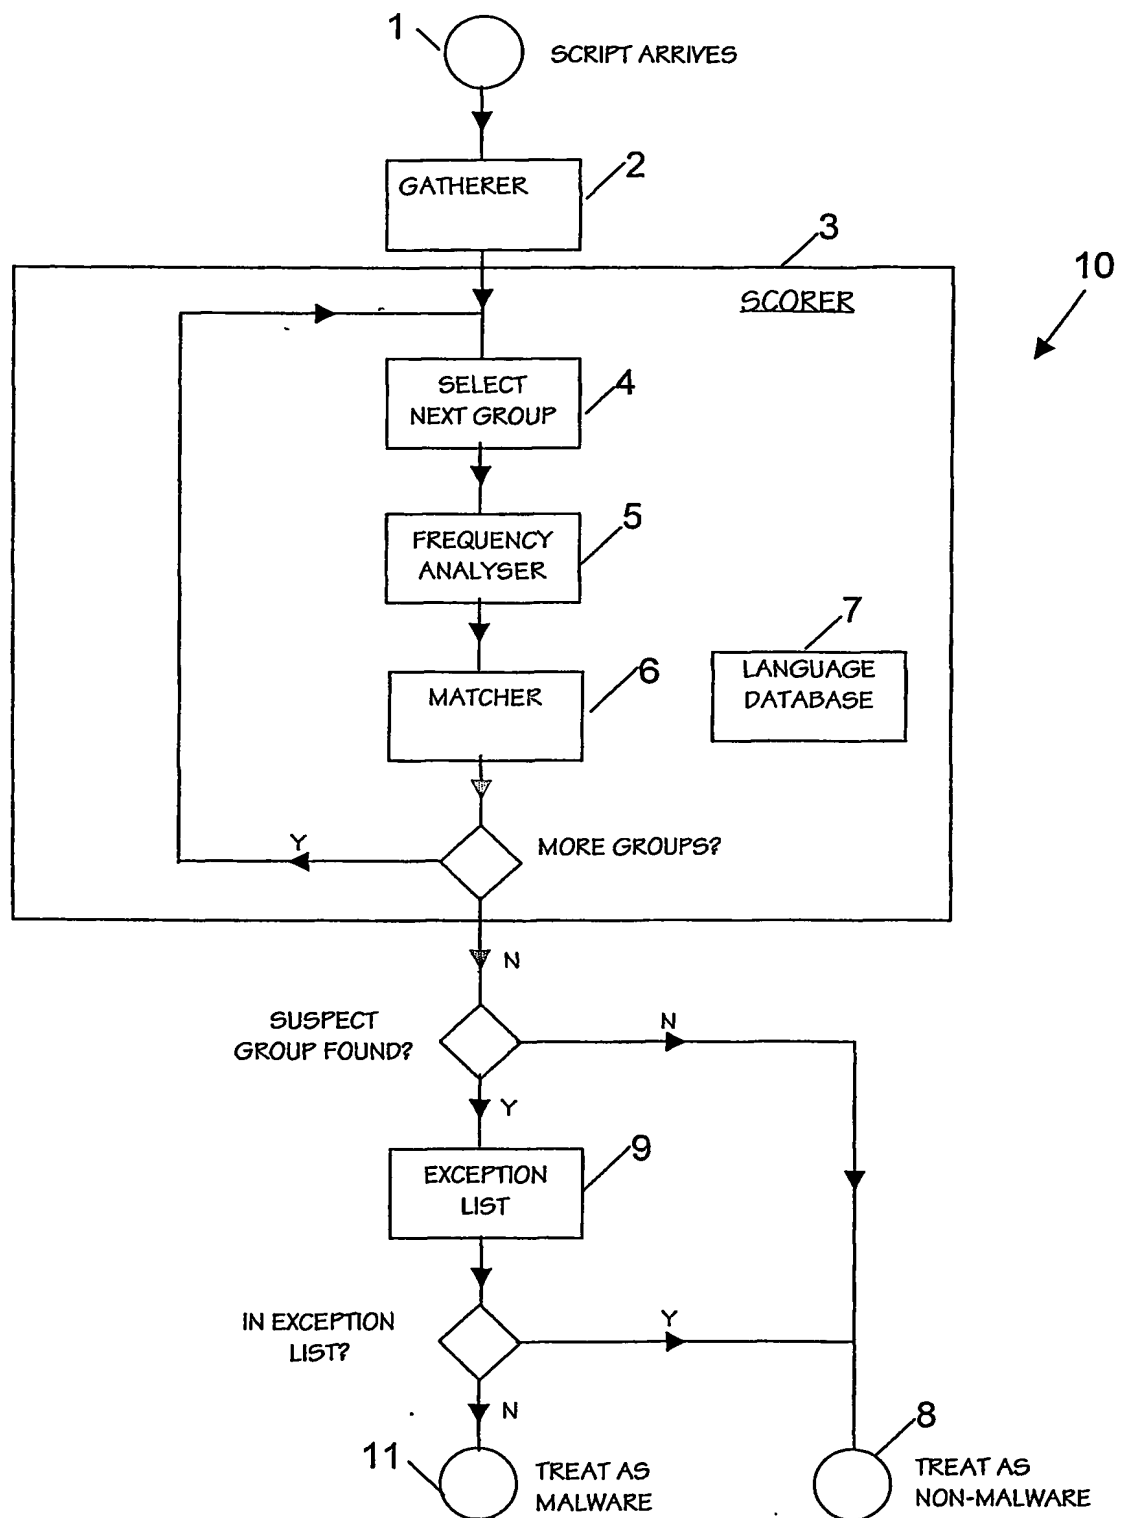 1
SCRIPT ARRIVES
2
GATHERER
3
10
SCORER
SELECT
NEXT GROUP
4
5
FREQUENCY
ANALYSER
7
6
MATCHER
LANGUAGE
DATABASE
Y
MORE GROUPS?
N
SUSPECT
GROUP FOUND?
N
Y
9
EXCEPTION
LIST
IN EXCEPTION
LIST?
Y
N
8
11
TREAT AS
MALWARE
TREAT AS
NON-MALWARE